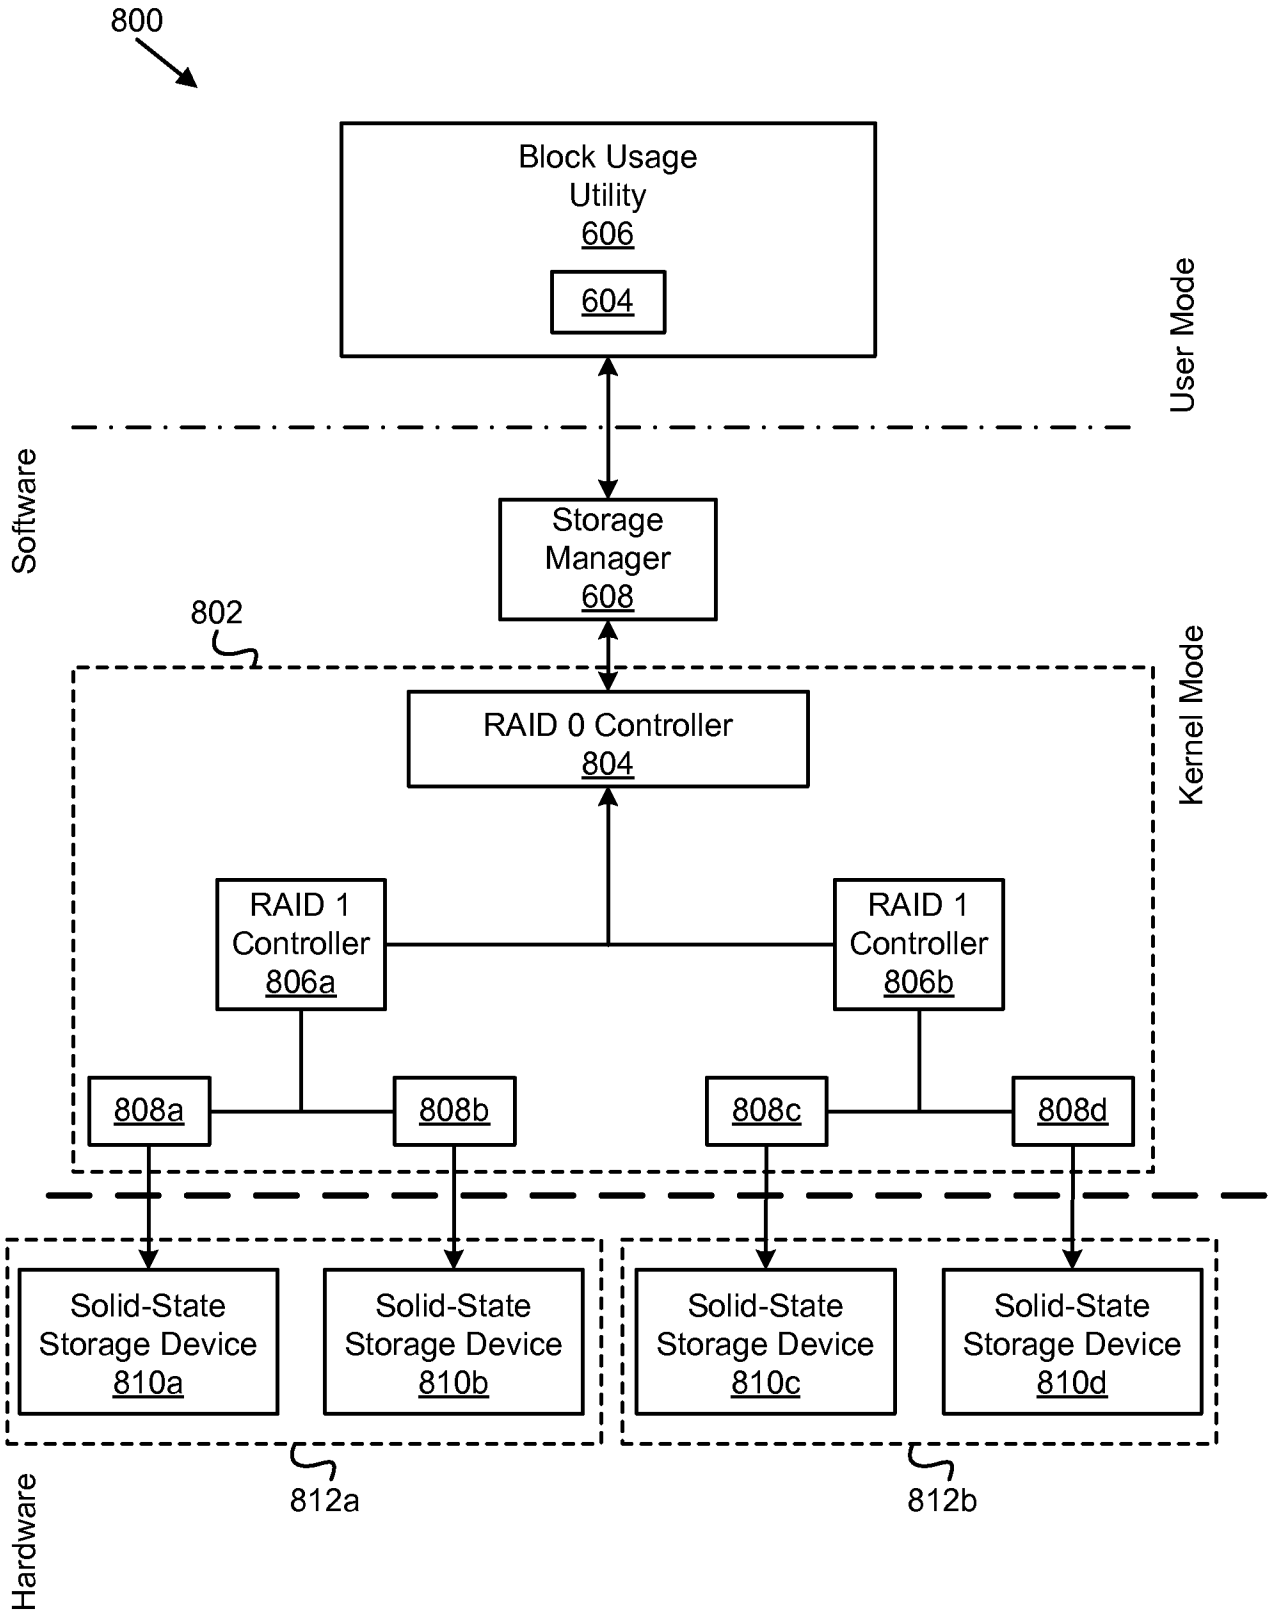 800
Block Usage
Utility
606
604
User Mode
Software
Storage
Manager
608
802
Kernel Mode
RAID 0 Controller
804
RAID 1
Controller
806a
RAID 1
Controller
806b
808a
808b
808c
808d
Solid-State
Storage Device
810a
Solid-State
Storage Device
810b
Solid-State
Storage Device
810c
Solid-State
Storage Device
810d
812a
812b
Hardware